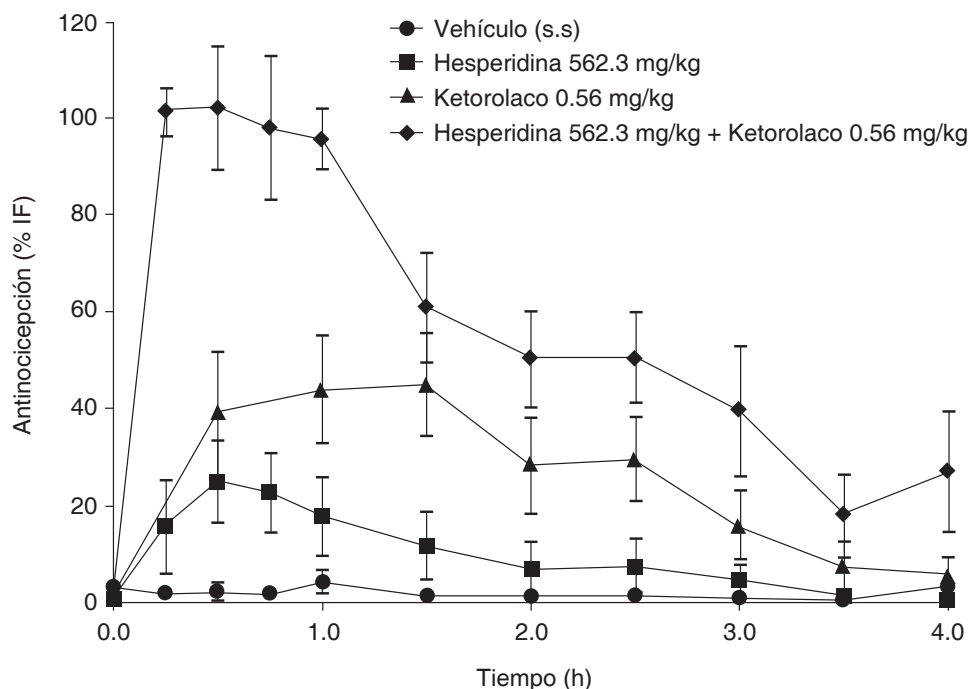 Vehículo (s.s)
Hesperidina 562.3 mg/kg
Ketorolaco 0.56 mg/kg
Hesperidina 562.3 mg/kg + Ketorolaco 0.56 mg/kg
Antinocicepción (% IF)
120
100
80
60
40
20
0
0.0 1.0 2.0 3.0 4.0
Tiempo (h)